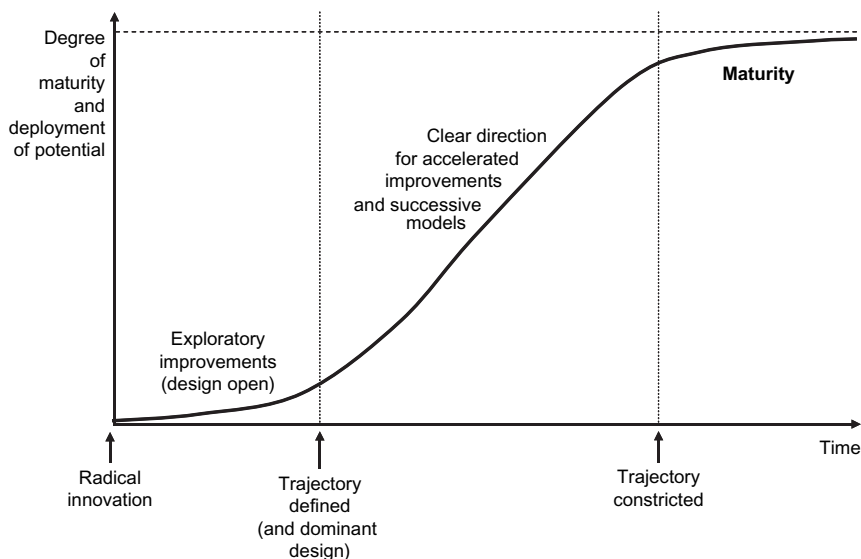 Degree
of
maturity
and
deployment
of potential
Maturity
Clear direction
for accelerated
improvements
and successive
models
Exploratory
improvements
(design open)
Time
Radical
innovation
Trajectory
defined
(and dominant
design)
Trajectory
constricted